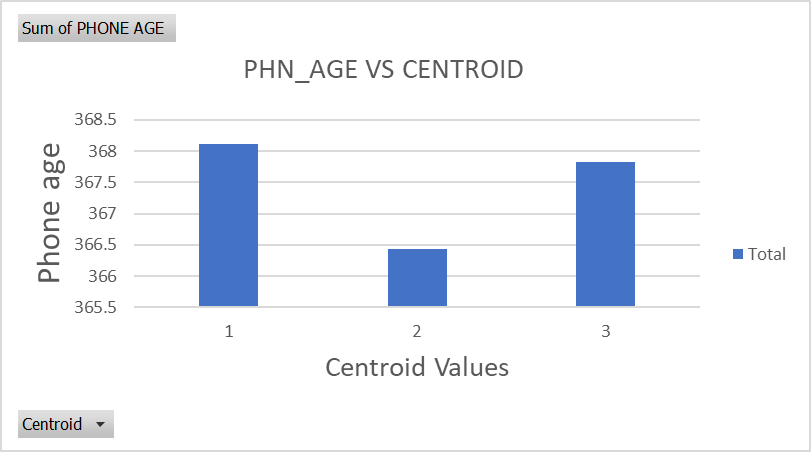 Sum of PHONE AGE
PHN_AGE VS CENTROID
Phone age
368.5
368
367.5
367
366.5
366
365.5
1
2
3
Centroid Values
Total
Centroid